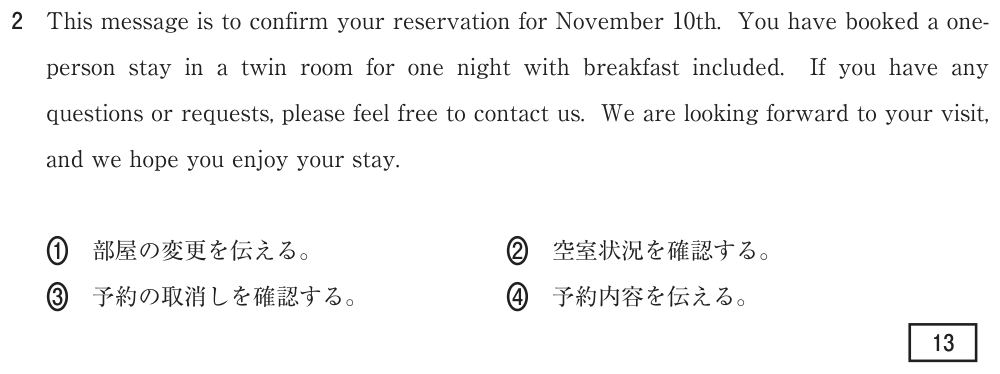 2 This message is to confirm your reservation for November 10th. You have booked a one-
person stay in a twin room for one night with breakfast included. If you have any
questions or requests, please feel free to contact us. We are looking forward to your visit,
and we hope you enjoy your stay.
① 部屋の変更を伝える。 ② 空室状況を確認する。
③ 予約の取消しを確認する。 ④ 予約内容を伝える。
13